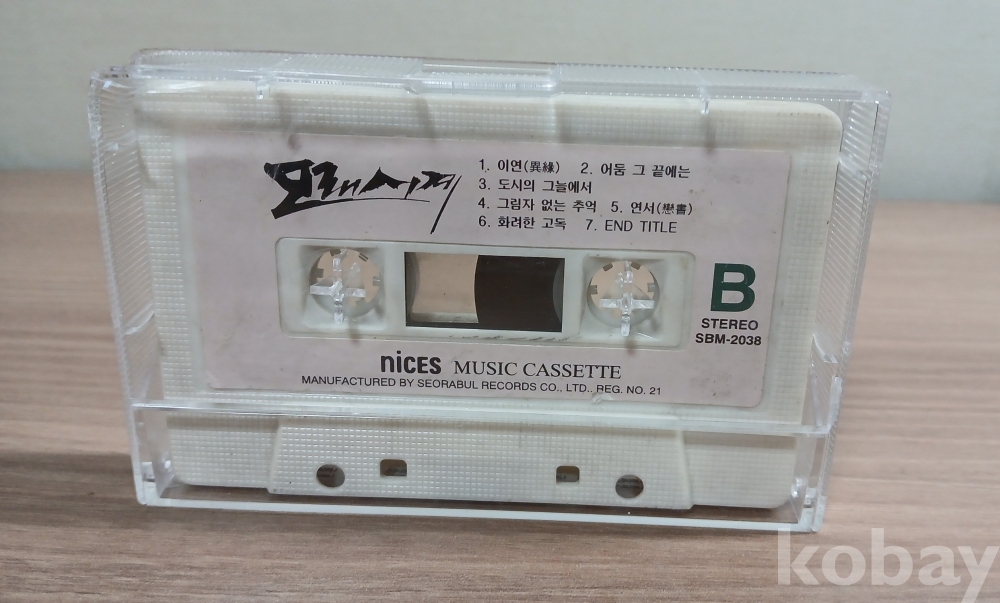 모래시계
1. 이연(異緣) 2. 어둠 그 끝에는
3. 도시의 그늘에서
4. 그림자 없는 추억 5. 연서(戀書)
6. 화려한 고독 7. END TITLE
B
STEREO
SBM-2038
nices MUSIC CASSETTE
MANUFACTURED BY SEORABUL RECORDS CO., LTD., REG. NO. 21
kobay